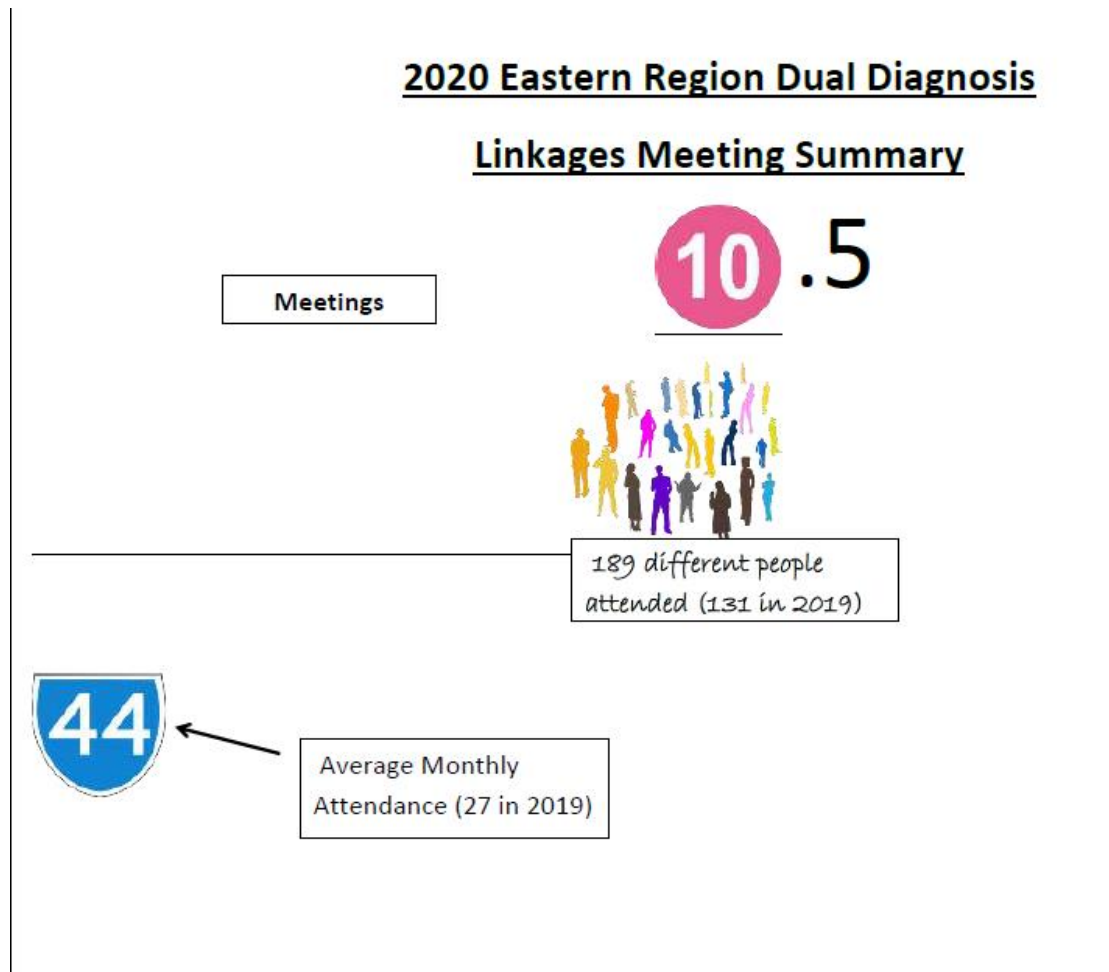 2020 Eastern Region Dual Diagnosis
Linkages Meeting Summary
10 .5
Meetings
189 different people
attended (131 in 2019)
44
Average Monthly
Attendance (27 in 2019)